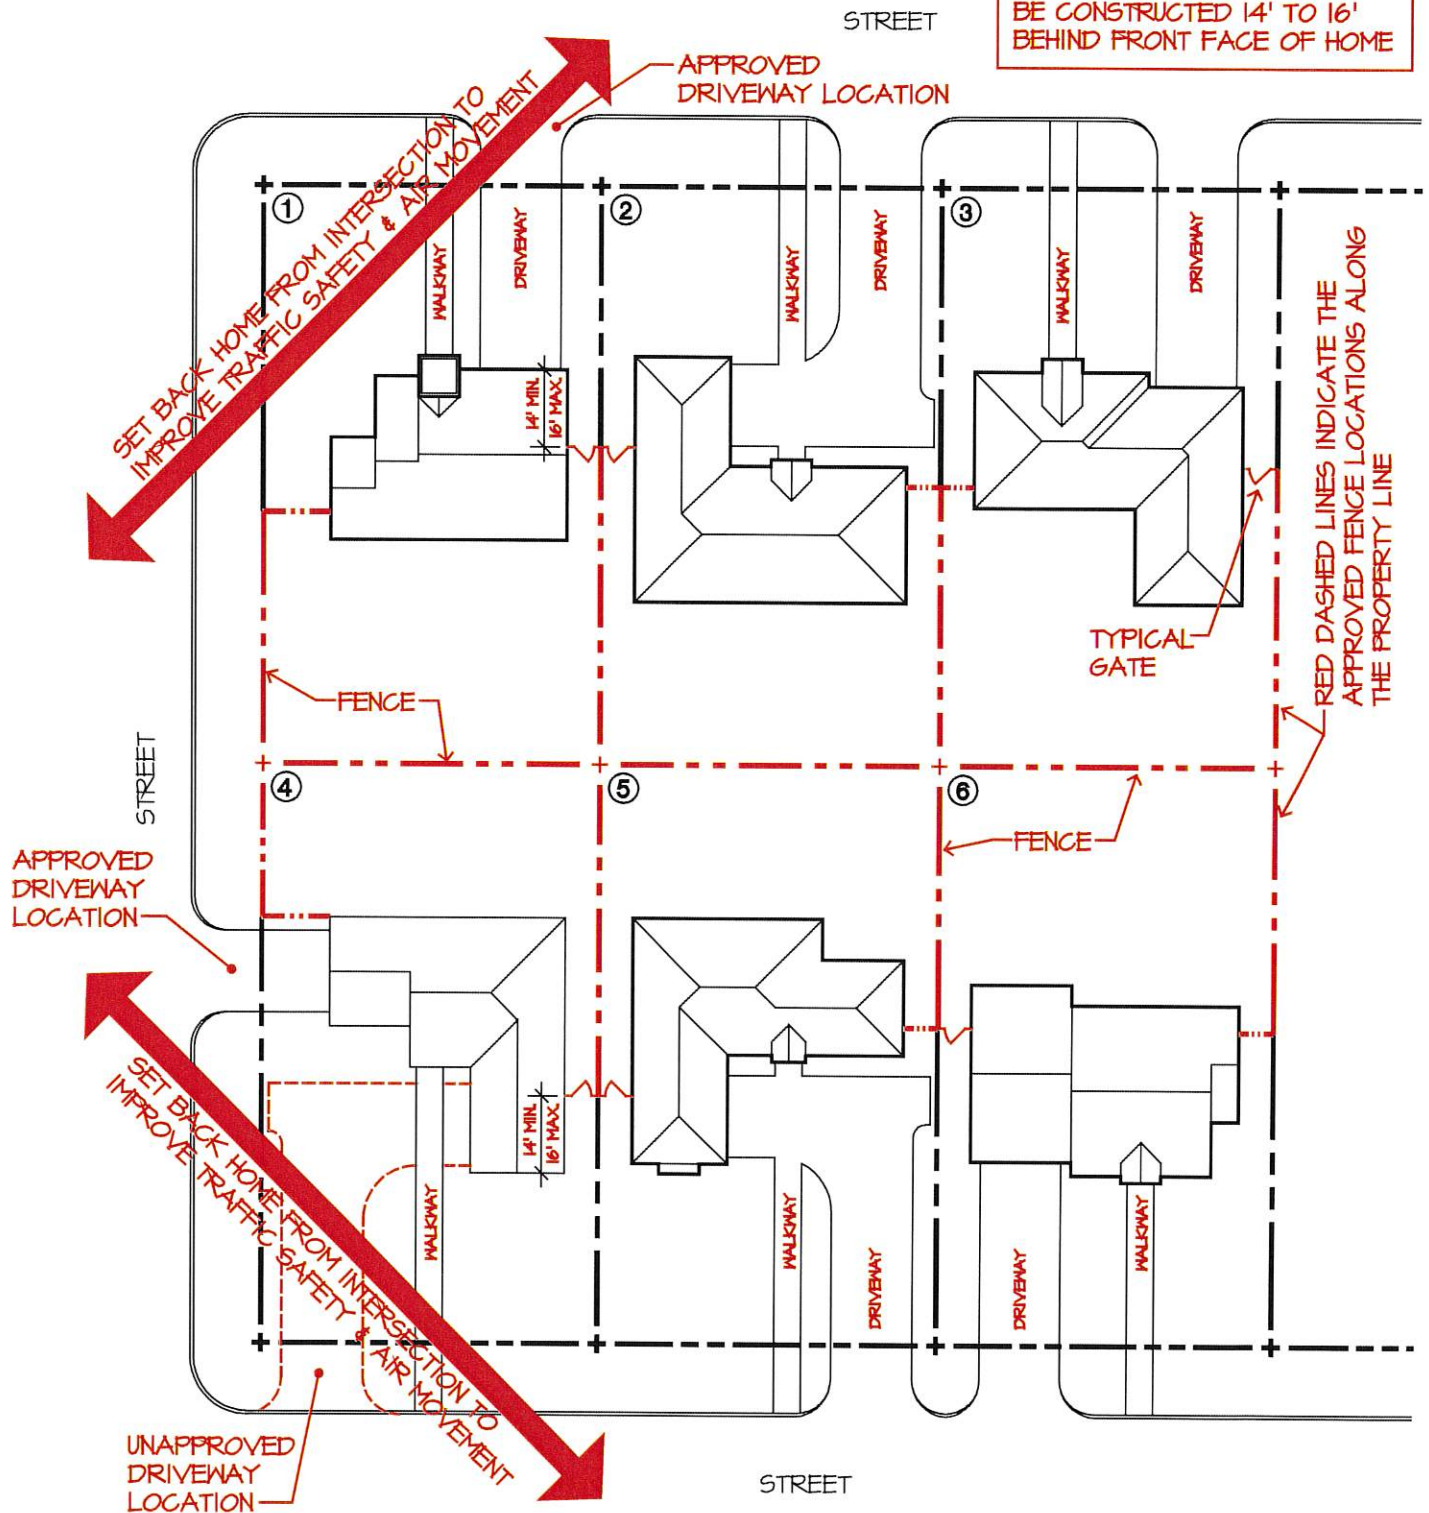 STREET
BE CONSTRUCTED 14' TO 16'
BEHIND FRONT FACE OF HOME
APPROVED
DRIVEWAY LOCATION
SET BACK HOME FROM INTERSECTION TO
IMPROVE TRAFFIC SAFETY & AIR MOVEMENT
1
2
3
WALKWAY
DRIVEWAY
WALKWAY
DRIVEWAY
WALKWAY
DRIVEWAY
14' MIN.
16' MAX.
RED DASHED LINES INDICATE THE
APPROVED FENCE LOCATIONS ALONG
THE PROPERTY LINE
TYPICAL
GATE
FENCE
STREET
4
5
6
FENCE
APPROVED
DRIVEWAY
LOCATION
SET BACK HOME FROM INTERSECTION TO
IMPROVE TRAFFIC SAFETY & AIR MOVEMENT
14' MIN.
16' MAX.
WALKWAY
WALKWAY
DRIVEWAY
DRIVEWAY
WALKWAY
UNAPPROVED
DRIVEWAY
LOCATION
STREET